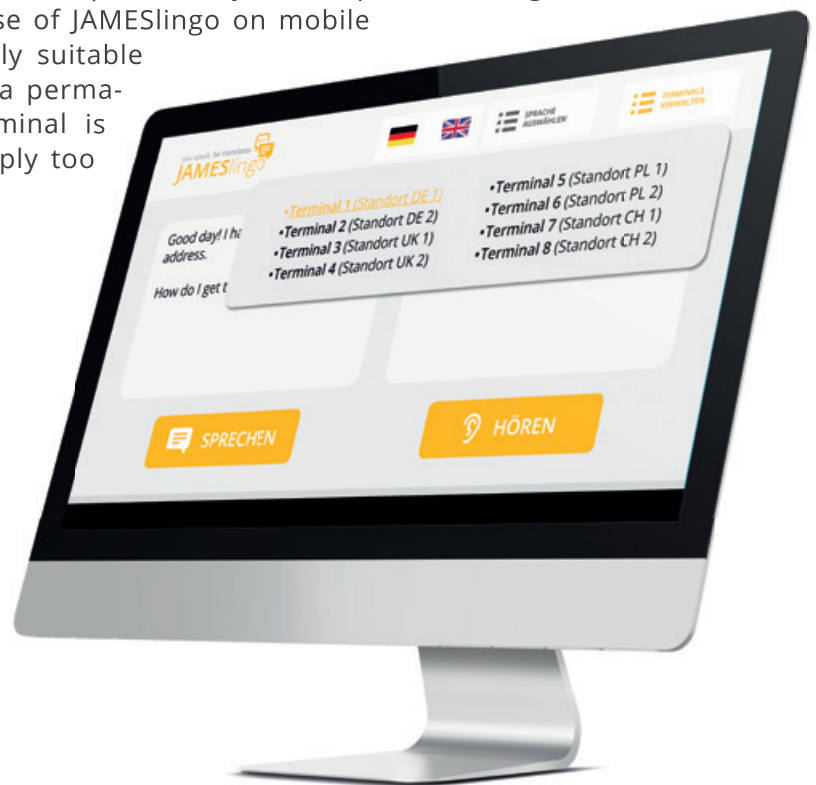 se of JAMESlingo on mobile
ly suitable
a perma-
minal is
ply too
you speak, he translates
JAMESlingo
SPRACHE
AUSWÄHLEN
TERMINALS
VERWALTEN
•Terminal 1 (Standort DE 1)
•Terminal 2 (Standort DE 2)
•Terminal 3 (Standort UK 1)
•Terminal 4 (Standort UK 2)
•Terminal 5 (Standort PL 1)
•Terminal 6 (Standort PL 2)
•Terminal 7 (Standort CH 1)
•Terminal 8 (Standort CH 2)
Good day! I ha
address.
How do I get t
SPRECHEN
HÖREN